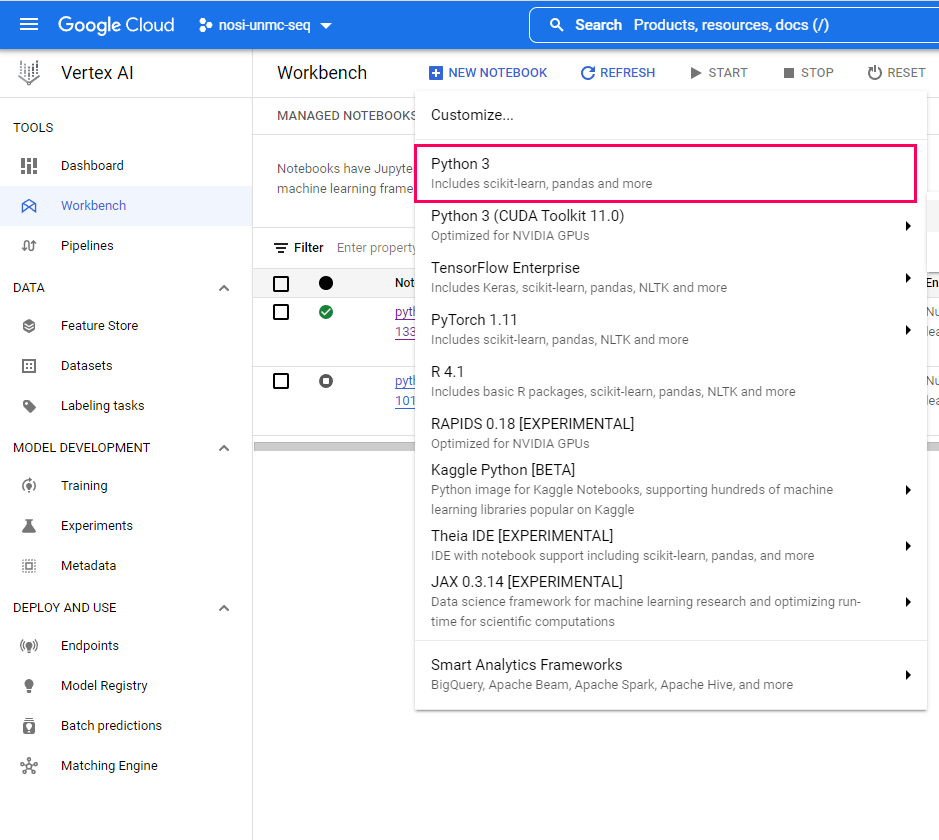 Google Cloud
nosi-unmc-seq
Search Products, resources, docs (/)
Vertex AI
Workbench
NEW NOTEBOOK
REFRESH
START
STOP
RESET
TOOLS
Dashboard
Workbench
Pipelines
DATA
Feature Store
Datasets
Labeling tasks
MODEL DEVELOPMENT
Training
Experiments
Metadata
DEPLOY AND USE
Endpoints
Model Registry
Batch predictions
Matching Engine
MANAGED NOTEBOOKS
Notebooks have Jupyte
machine learning frame
Filter Enter property
Not
En
pyth
133
Nu
lea
pyth
101
Nu
lea
Customize...
Python 3
Includes scikit-learn, pandas and more
Python 3 (CUDA Toolkit 11.0)
Optimized for NVIDIA GPUs
TensorFlow Enterprise
Includes Keras, scikit-learn, pandas, NLTK and more
PyTorch 1.11
Includes scikit-learn, pandas, NLTK and more
R 4.1
Includes basic R packages, scikit-learn, pandas, NLTK and more
RAPIDS 0.18 [EXPERIMENTAL]
Optimized for NVIDIA GPUs
Kaggle Python [BETA]
Python image for Kaggle Notebooks, supporting hundreds of machine
learning libraries popular on Kaggle
Theia IDE [EXPERIMENTAL]
IDE with notebook support including scikit-learn, pandas, and more
JAX 0.3.14 [EXPERIMENTAL]
Data science framework for machine learning research and optimizing run-
time for scientific computations
Smart Analytics Frameworks
BigQuery, Apache Beam, Apache Spark, Apache Hive, and more